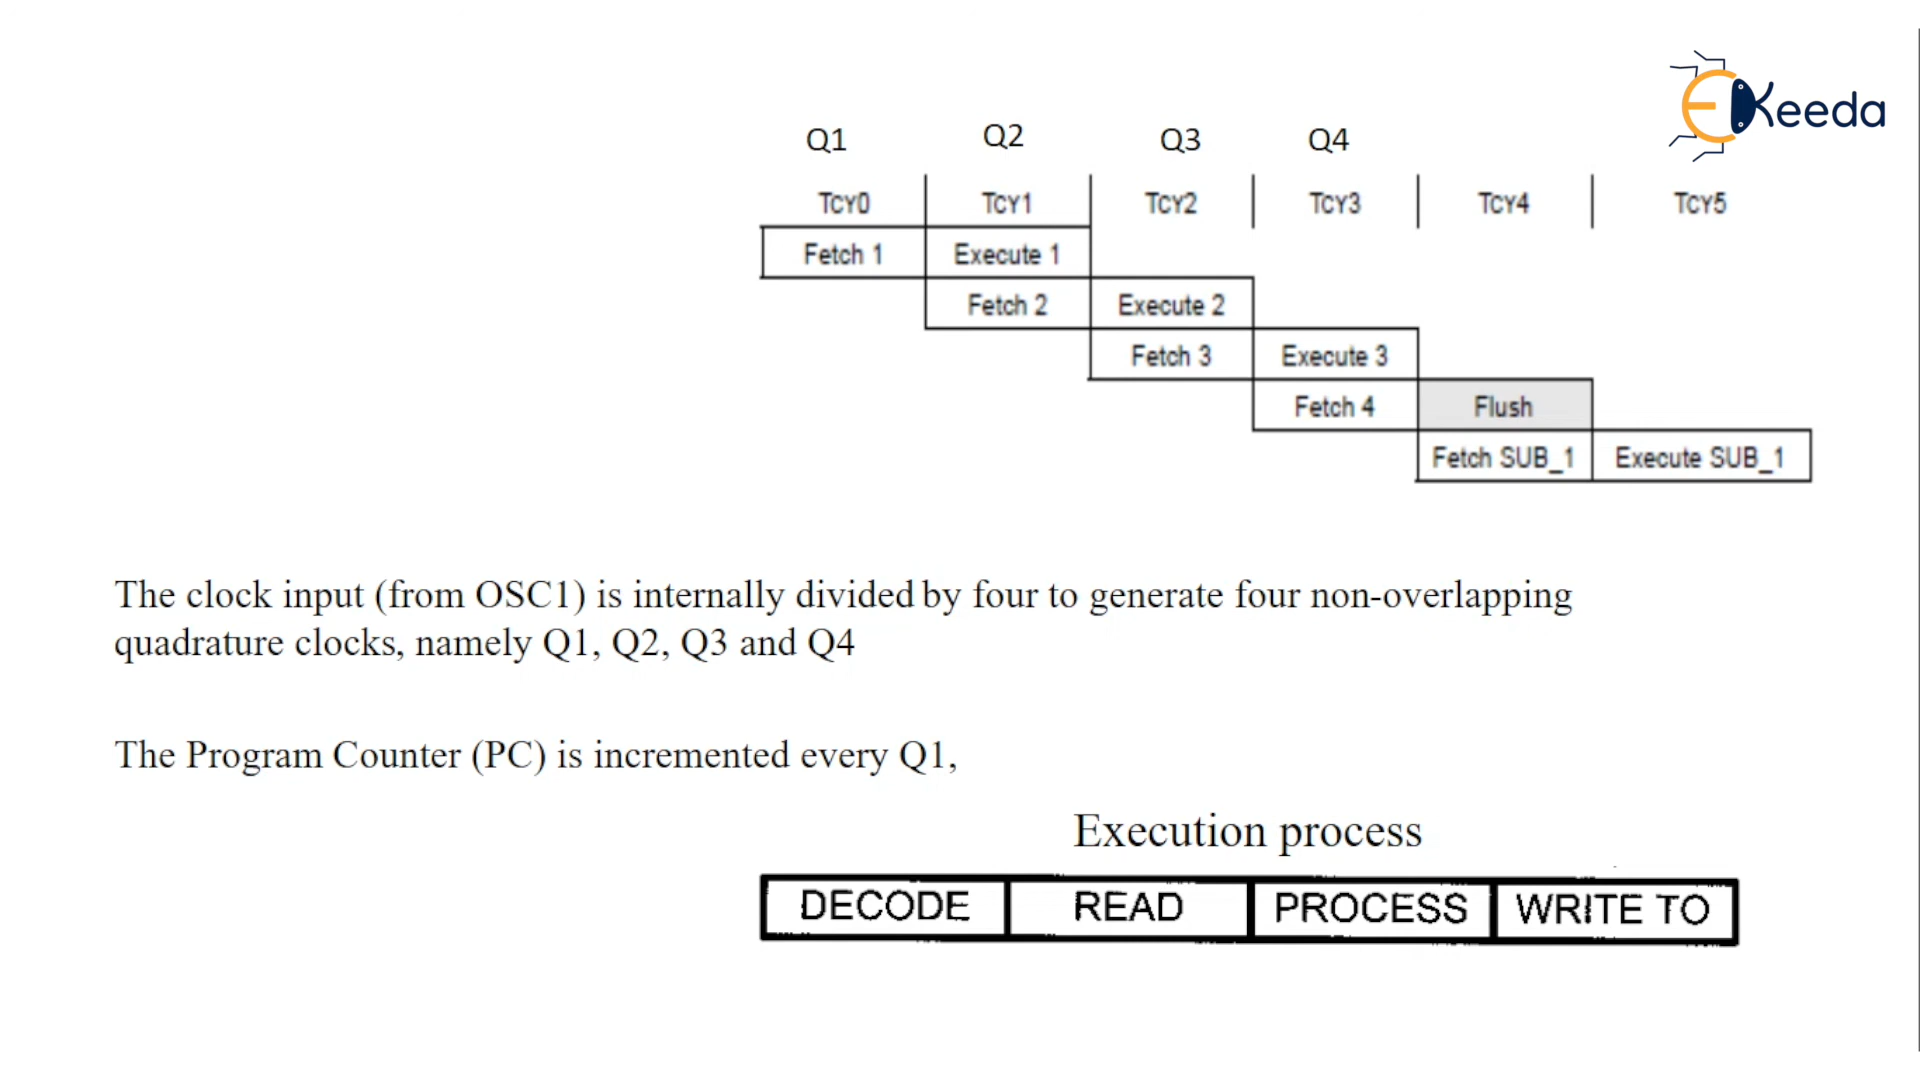 EKeeda
Q1 Q2 Q3 Q4
TCY0 TCY1 TCY2 TCY3 TCY4 TCY5
Fetch 1 Execute 1
Fetch 2 Execute 2
Fetch 3 Execute 3
Fetch 4 Flush
Fetch SUB_1 Execute SUB_1
The clock input (from OSC1) is internally divided by four to generate four non-overlapping
quadrature clocks, namely Q1, Q2, Q3 and Q4
The Program Counter (PC) is incremented every Q1,
Execution process
DECODE READ PROCESS WRITE TO